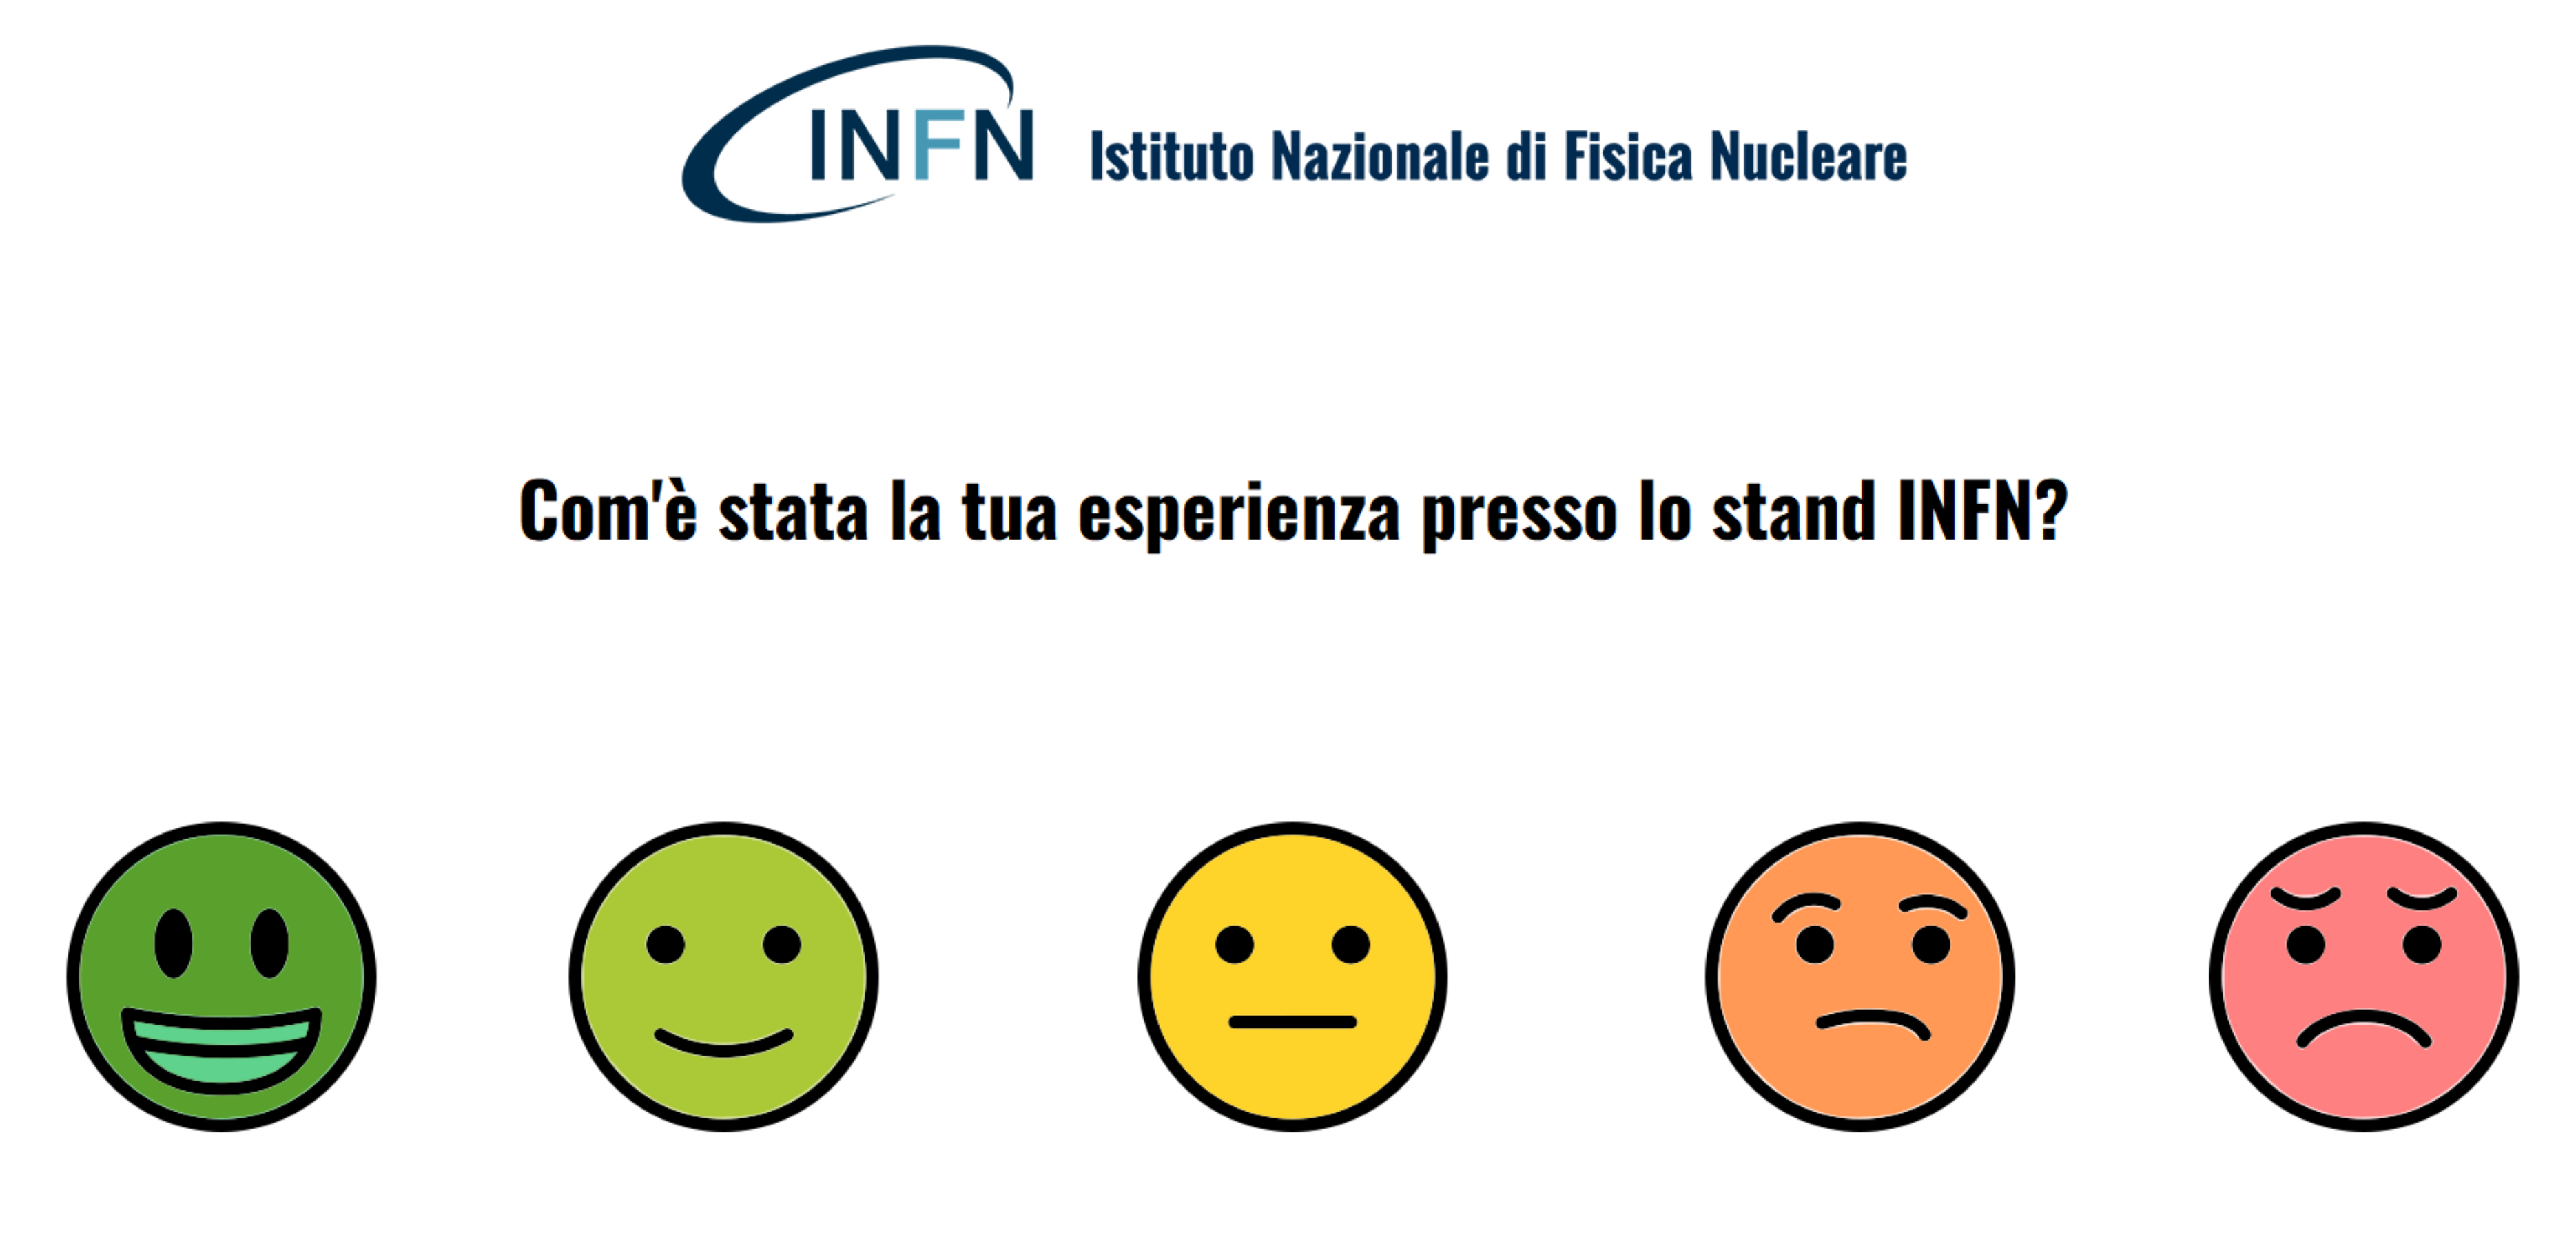 INFN Istituto Nazionale di Fisica Nucleare
Com'è stata la tua esperienza presso lo stand INFN?